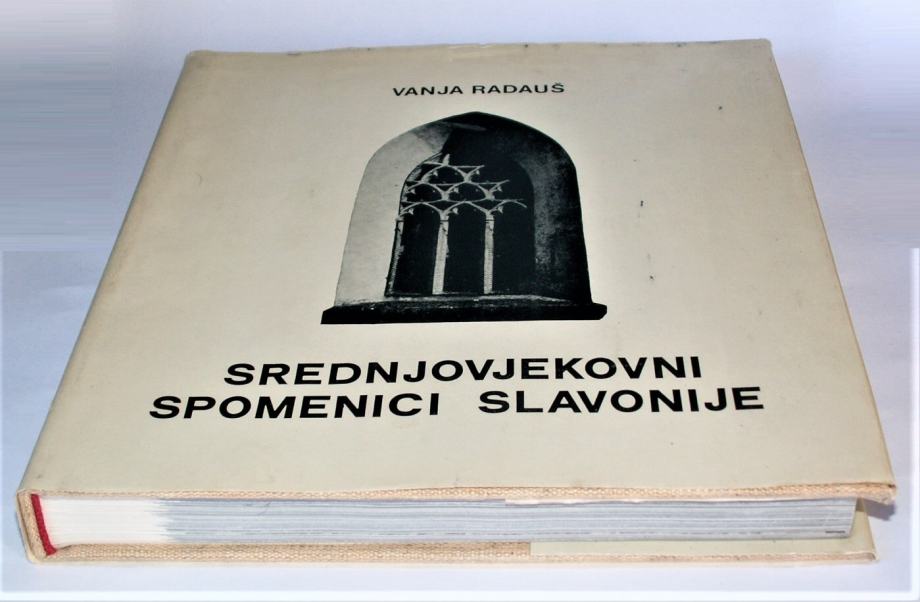 VANJA RADAUŠ
SREDNJOVJEKOVNI
SPOMENICI SLAVONIJE